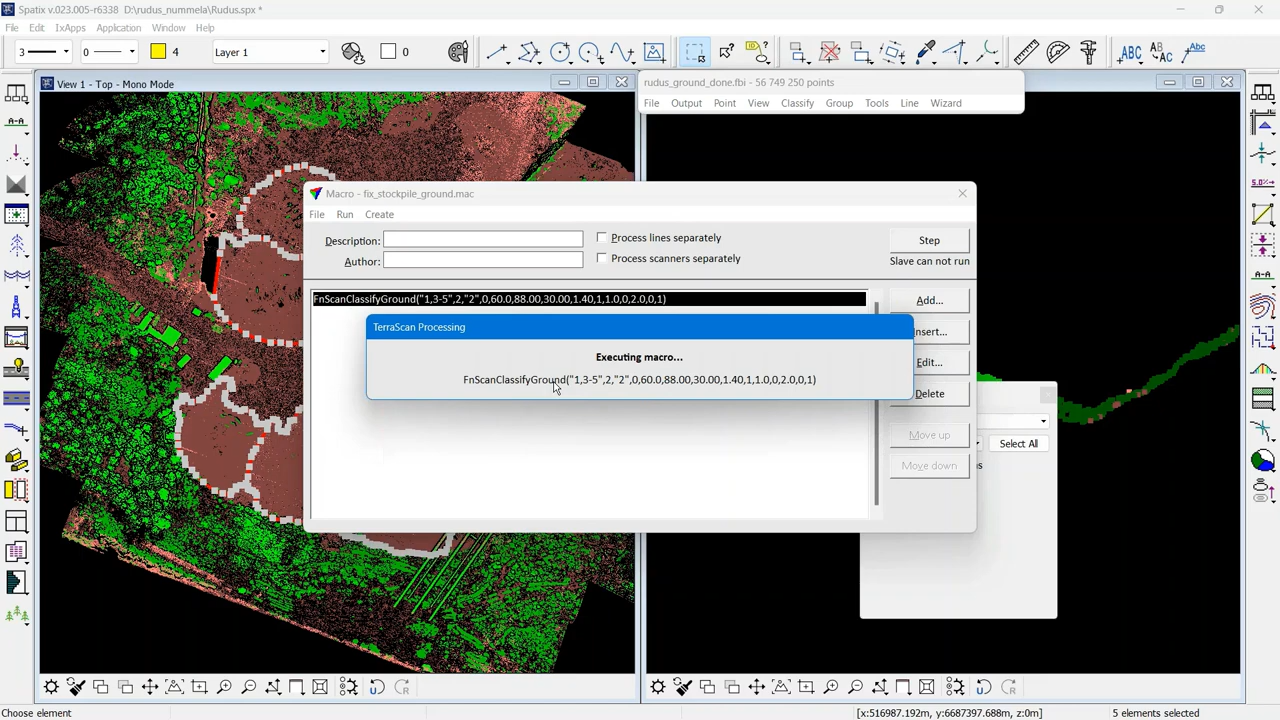 Spatix v.023.005-r6338 D:\rudus_nummela\Rudus.spx *
File Edit IxApps Application Window Help
3 0 4 Layer 1 0
ABC ABc Abc
View 1 - Top - Mono Mode
rudus_ground_done.fbi - 56 749 250 points
File Output Point View Classify Group Tools Line Wizard
Macro - fix_stockpile_ground.mac
File Run Create
Description: Process lines separately Step
Author: Process scanners separately Slave can not run
FnScanClassifyGround("1,3-5",2,"2",0,60.0,88.00,30.00,1.40,1,1.0,0,2.0,0,1)
Add...
TerraScan Processing
Insert...
Executing macro...
Edit...
FnScanClassifyGround("1,3-5",2,"2",0,60.0,88.00,30.00,1.40,1,1.0,0,2.0,0,1)
Delete
Move up
Select All
Move down
Choose element [x:516987.192m, y:6687397.688m, z:0m] 5 elements selected